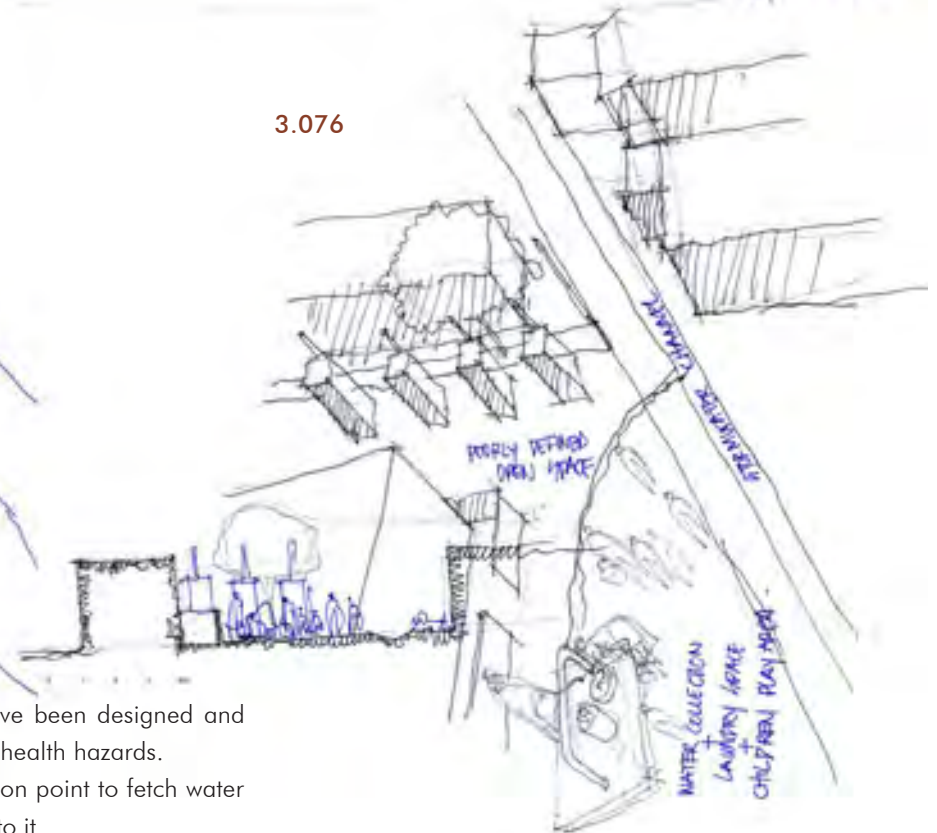 3.076
CHANNEL
POORLY DEFINED
OPEN SPACE
WATER COLLECTION
+
LAUNDRY SPACE
+
CHILDREN PLAY AREA
ve been designed and
health hazards.
on point to fetch water
to it